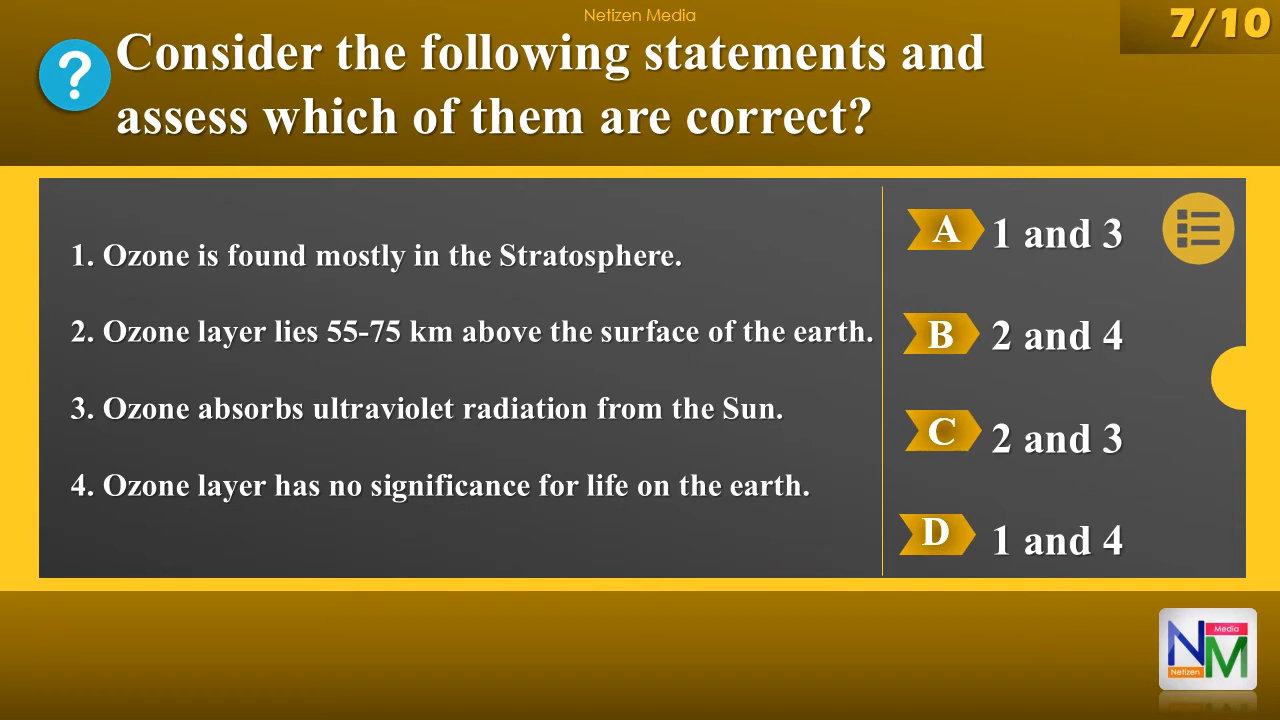 Netizen Media
7/10
?
Consider the following statements and
assess which of them are correct?
1. Ozone is found mostly in the Stratosphere.
2. Ozone layer lies 55-75 km above the surface of the earth.
3. Ozone absorbs ultraviolet radiation from the Sun.
4. Ozone layer has no significance for life on the earth.
A 1 and 3
B 2 and 4
C 2 and 3
D 1 and 4
N Media
Netizen M